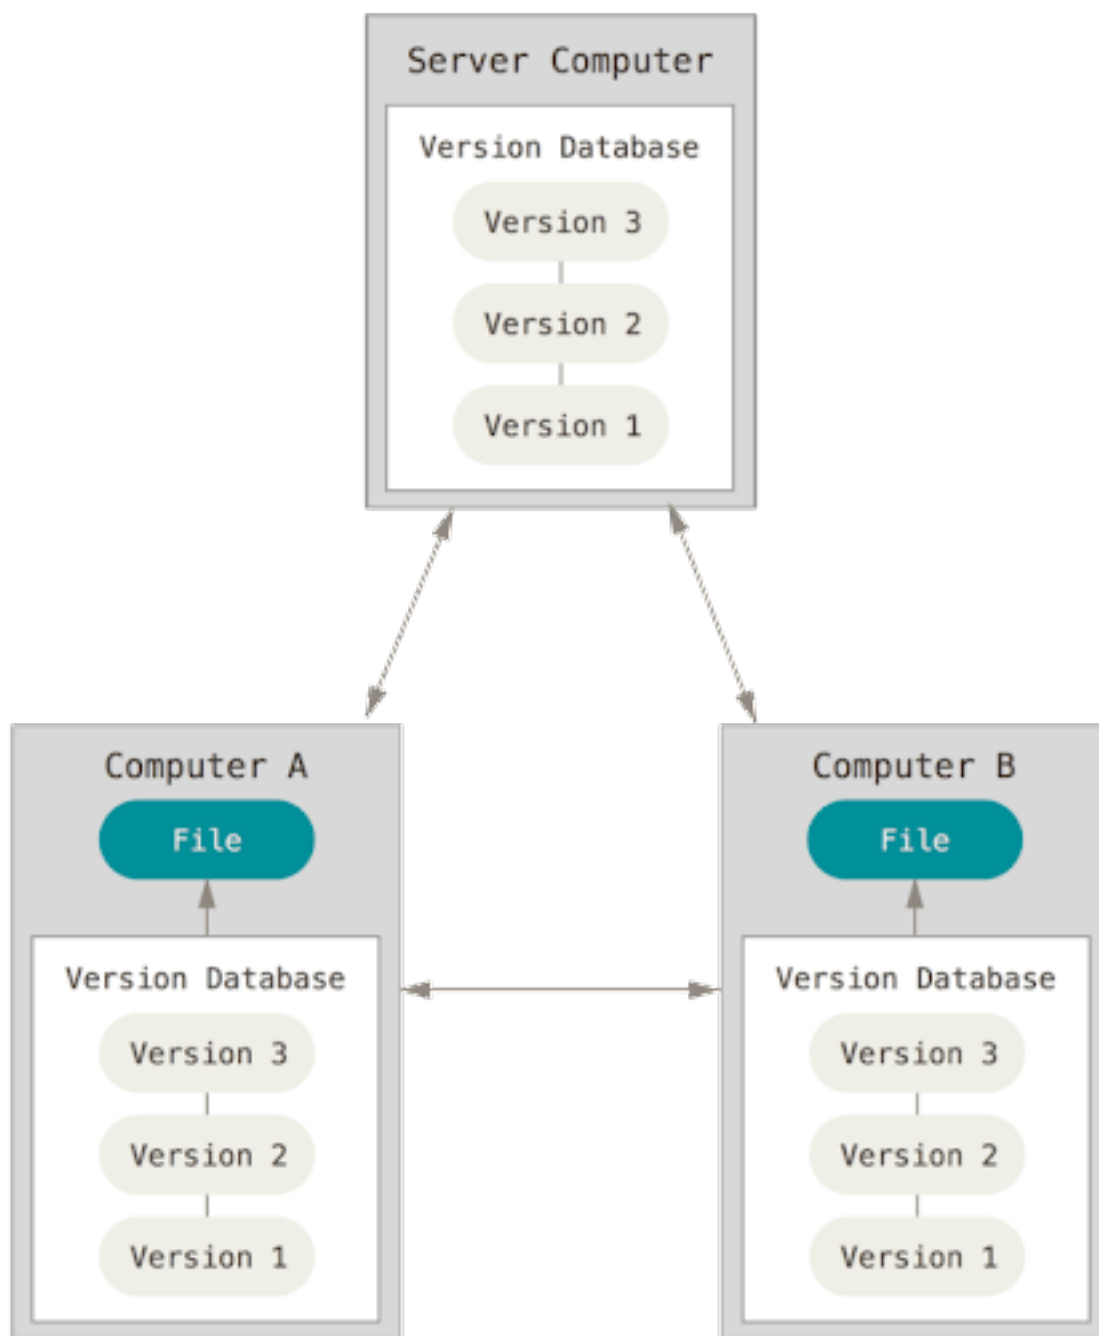 Server Computer
Version Database
Version 3
Version 2
Version 1
Computer A
File
Version Database
Version 3
Version 2
Version 1
Computer B
File
Version Database
Version 3
Version 2
Version 1